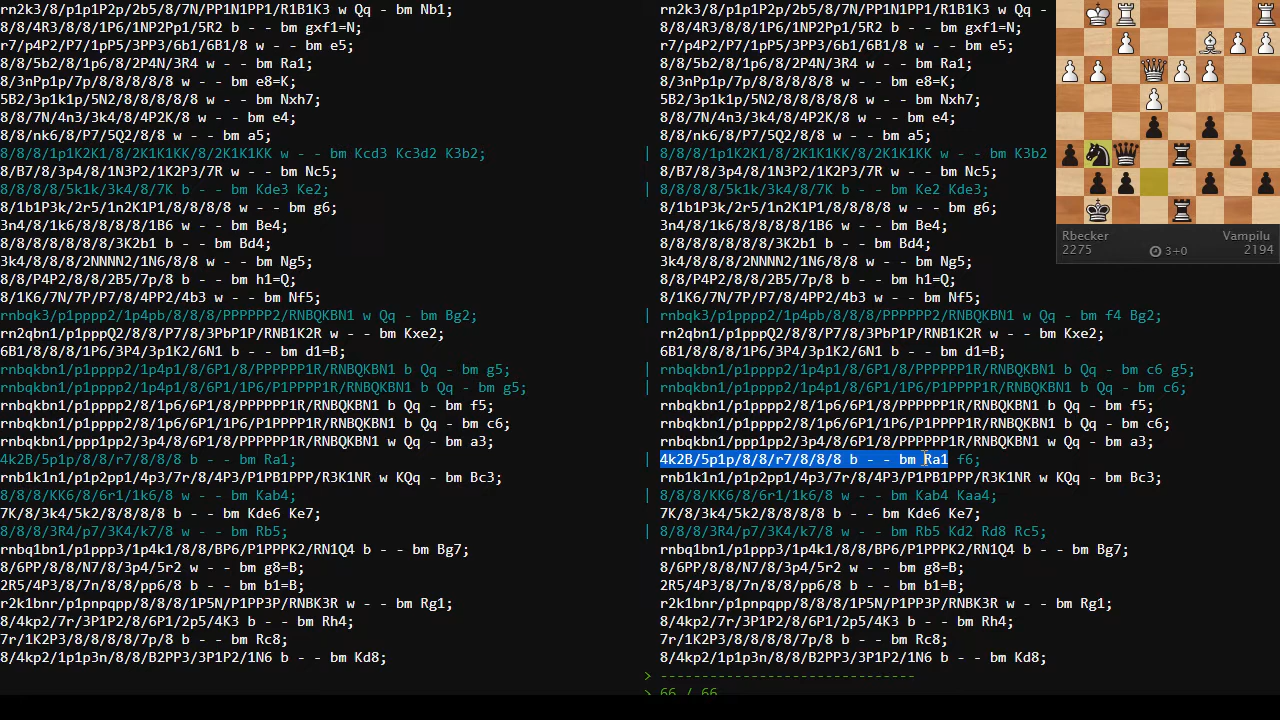 rn2k3/8/p1p1P2p/2b5/8/7N/PP1N1PP1/R1B1K3 w Qq - bm Nb1;
8/8/4R3/8/8/1P6/1NP2Pp1/5R2 b - - bm gxf1=N;
r7/p4P2/P7/1pP5/3PP3/6b1/6B1/8 w - - bm e5;
8/8/5b2/8/1p6/8/2P4N/3R4 w - - bm Ra1;
8/3nPp1p/7p/8/8/8/8/8 w - - bm e8=K;
5B2/3p1k1p/5N2/8/8/8/8/8 w - - bm Nxh7;
8/8/7N/4n3/3k4/8/4P2K/8 w - - bm e4;
8/8/nk6/8/P7/5Q2/8/8 w - - bm a5;
8/8/8/1p1K2K1/8/2K1K1KK/8/2K1K1KK w - - bm Kcd3 Kc3d2 K3b2;
8/B7/8/3p4/8/1N3P2/1K2P3/7R w - - bm Nc5;
8/8/8/8/5k1k/3k4/8/7K b - - bm Kde3 Ke2;
8/1b1P3k/2r5/1n2K1P1/8/8/8/8 w - - bm g6;
3n4/8/1k6/8/8/8/8/1B6 w - - bm Be4;
8/8/8/8/8/8/8/3K2b1 b - - bm Bd4;
3k4/8/8/8/2NNNN2/1N6/8/8 w - - bm Ng5;
8/8/P4P2/8/8/2B5/7p/8 b - - bm h1=Q;
8/1K6/7N/7P/P7/8/4PP2/4b3 w - - bm Nf5;
rnbqk3/p1pppp2/1p4pb/8/8/8/PPPPPP2/RNBQKBN1 w Qq - bm Bg2;
rn2qbn1/p1pppQ2/8/8/P7/8/3PbP1P/RNB1K2R w - - bm Kxe2;
6B1/8/8/8/1P6/3P4/3p1K2/6N1 b - - bm d1=B;
rnbqkbn1/p1pppp2/1p4p1/8/6P1/8/PPPPPP1R/RNBQKBN1 b Qq - bm g5;
rnbqkbn1/p1pppp2/1p4p1/8/6P1/1P6/P1PPPP1R/RNBQKBN1 b Qq - bm g5;
rnbqkbn1/p1pppp2/8/1p6/6P1/8/PPPPPP1R/RNBQKBN1 b Qq - bm f5;
rnbqkbn1/p1pppp2/8/1p6/6P1/1P6/P1PPPP1R/RNBQKBN1 b Qq - bm c6;
rnbqkbn1/ppp1pp2/3p4/8/6P1/8/PPPPPP1R/RNBQKBN1 w Qq - bm a3;
4k2B/5p1p/8/8/r7/8/8/8 b - - bm Ra1;
rnb1k1n1/p1p2pp1/4p3/7r/8/4P3/P1PB1PPP/R3K1NR w KQq - bm Bc3;
8/8/8/KK6/8/6r1/1k6/8 w - - bm Kab4;
7K/8/3k4/5k2/8/8/8/8 b - - bm Kde6 Ke7;
8/8/8/3R4/p7/3K4/k7/8 w - - bm Rb5;
rnbq1bn1/p1ppp3/1p4k1/8/8/BP6/P1PPPK2/RN1Q4 b - - bm Bg7;
8/6PP/8/8/N7/8/3p4/5r2 w - - bm g8=B;
2R5/4P3/8/7n/8/8/pp6/8 b - - bm b1=B;
r2k1bnr/p1pnpqpp/8/8/8/1P5N/P1PP3P/RNBK3R w - - bm Rg1;
8/4kp2/7r/3P1P2/8/6P1/2p5/4K3 b - - bm Rh4;
7r/1K2P3/8/8/8/8/7p/8 b - - bm Rc8;
8/4kp2/1p1p3n/8/8/B2PP3/3P1P2/1N6 b - - bm Kd8;
rn2k3/8/p1p1P2p/2b5/8/7N/PP1N1PP1/R1B1K3 w Qq -
8/8/4R3/8/8/1P6/1NP2Pp1/5R2 b - - bm gxf1=N;
r7/p4P2/P7/1pP5/3PP3/6b1/6B1/8 w - - bm e5;
8/8/5b2/8/1p6/8/2P4N/3R4 w - - bm Ra1;
8/3nPp1p/7p/8/8/8/8/8 w - - bm e8=K;
5B2/3p1k1p/5N2/8/8/8/8/8 w - - bm Nxh7;
8/8/7N/4n3/3k4/8/4P2K/8 w - - bm e4;
8/8/nk6/8/P7/5Q2/8/8 w - - bm a5;
| 8/8/8/1p1K2K1/8/2K1K1KK/8/2K1K1KK w - - bm K3b2
8/B7/8/3p4/8/1N3P2/1K2P3/7R w - - bm Nc5;
| 8/8/8/8/5k1k/3k4/8/7K b - - bm Ke2 Kde3;
8/1b1P3k/2r5/1n2K1P1/8/8/8/8 w - - bm g6;
3n4/8/1k6/8/8/8/8/1B6 w - - bm Be4;
8/8/8/8/8/8/8/3K2b1 b - - bm Bd4;
3k4/8/8/8/2NNNN2/1N6/8/8 w - - bm Ng5;
8/8/P4P2/8/8/2B5/7p/8 b - - bm h1=Q;
8/1K6/7N/7P/P7/8/4PP2/4b3 w - - bm Nf5;
| rnbqk3/p1pppp2/1p4pb/8/8/8/PPPPPP2/RNBQKBN1 w Qq - bm f4 Bg2;
rn2qbn1/p1pppQ2/8/8/P7/8/3PbP1P/RNB1K2R w - - bm Kxe2;
6B1/8/8/8/1P6/3P4/3p1K2/6N1 b - - bm d1=B;
| rnbqkbn1/p1pppp2/1p4p1/8/6P1/8/PPPPPP1R/RNBQKBN1 b Qq - bm c6 g5;
| rnbqkbn1/p1pppp2/1p4p1/8/6P1/1P6/P1PPPP1R/RNBQKBN1 b Qq - bm c6;
rnbqkbn1/p1pppp2/8/1p6/6P1/8/PPPPPP1R/RNBQKBN1 b Qq - bm f5;
rnbqkbn1/p1pppp2/8/1p6/6P1/1P6/P1PPPP1R/RNBQKBN1 b Qq - bm c6;
rnbqkbn1/ppp1pp2/3p4/8/6P1/8/PPPPPP1R/RNBQKBN1 w Qq - bm a3;
| 4k2B/5p1p/8/8/r7/8/8/8 b - - bm Ra1 f6;
rnb1k1n1/p1p2pp1/4p3/7r/8/4P3/P1PB1PPP/R3K1NR w KQq - bm Bc3;
| 8/8/8/KK6/8/6r1/1k6/8 w - - bm Kab4 Kaa4;
7K/8/3k4/5k2/8/8/8/8 b - - bm Kde6 Ke7;
| 8/8/8/3R4/p7/3K4/k7/8 w - - bm Rb5 Kd2 Rd8 Rc5;
rnbq1bn1/p1ppp3/1p4k1/8/8/BP6/P1PPPK2/RN1Q4 b - - bm Bg7;
8/6PP/8/8/N7/8/3p4/5r2 w - - bm g8=B;
2R5/4P3/8/7n/8/8/pp6/8 b - - bm b1=B;
r2k1bnr/p1pnpqpp/8/8/8/1P5N/P1PP3P/RNBK3R w - - bm Rg1;
8/4kp2/7r/3P1P2/8/6P1/2p5/4K3 b - - bm Rh4;
7r/1K2P3/8/8/8/8/7p/8 b - - bm Rc8;
8/4kp2/1p1p3n/8/8/B2PP3/3P1P2/1N6 b - - bm Kd8;
> ------------------------------
> 66 / 66
Rbecker Vampilu
2275 3+0 2194